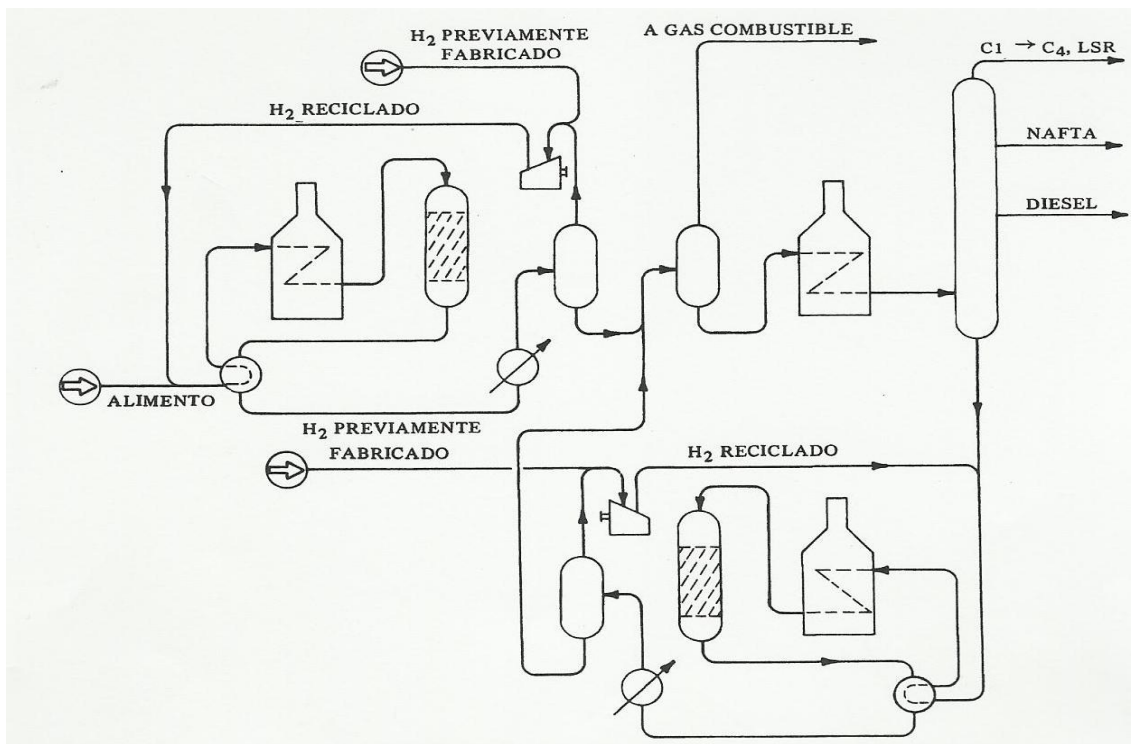 H2 PREVIAMENTE
FABRICADO
A GAS COMBUSTIBLE
C1 → C4, LSR
H2 RECICLADO
NAFTA
DIESEL
ALIMENTO
H2 PREVIAMENTE
FABRICADO
H2 RECICLADO